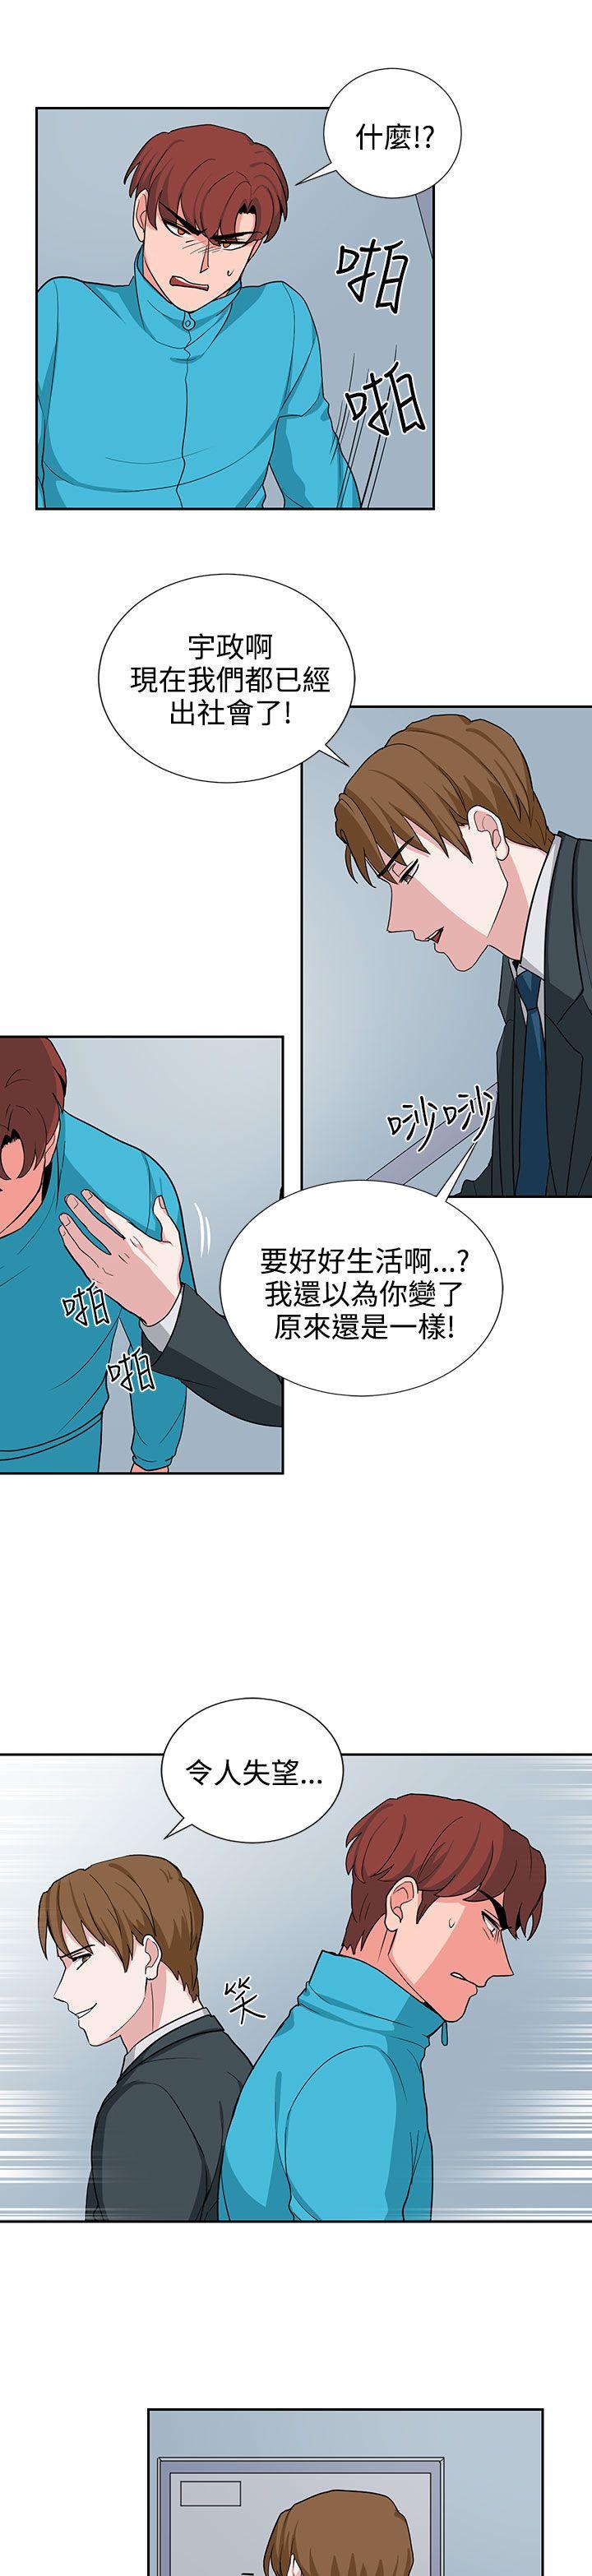 什麼!?
啪
啪
宇政啊
現在我們都已經
出社會了!
唦唦
要好好生活啊...?
我還以為你變了
原來還是一樣!
啪
啪
令人失望...
笑